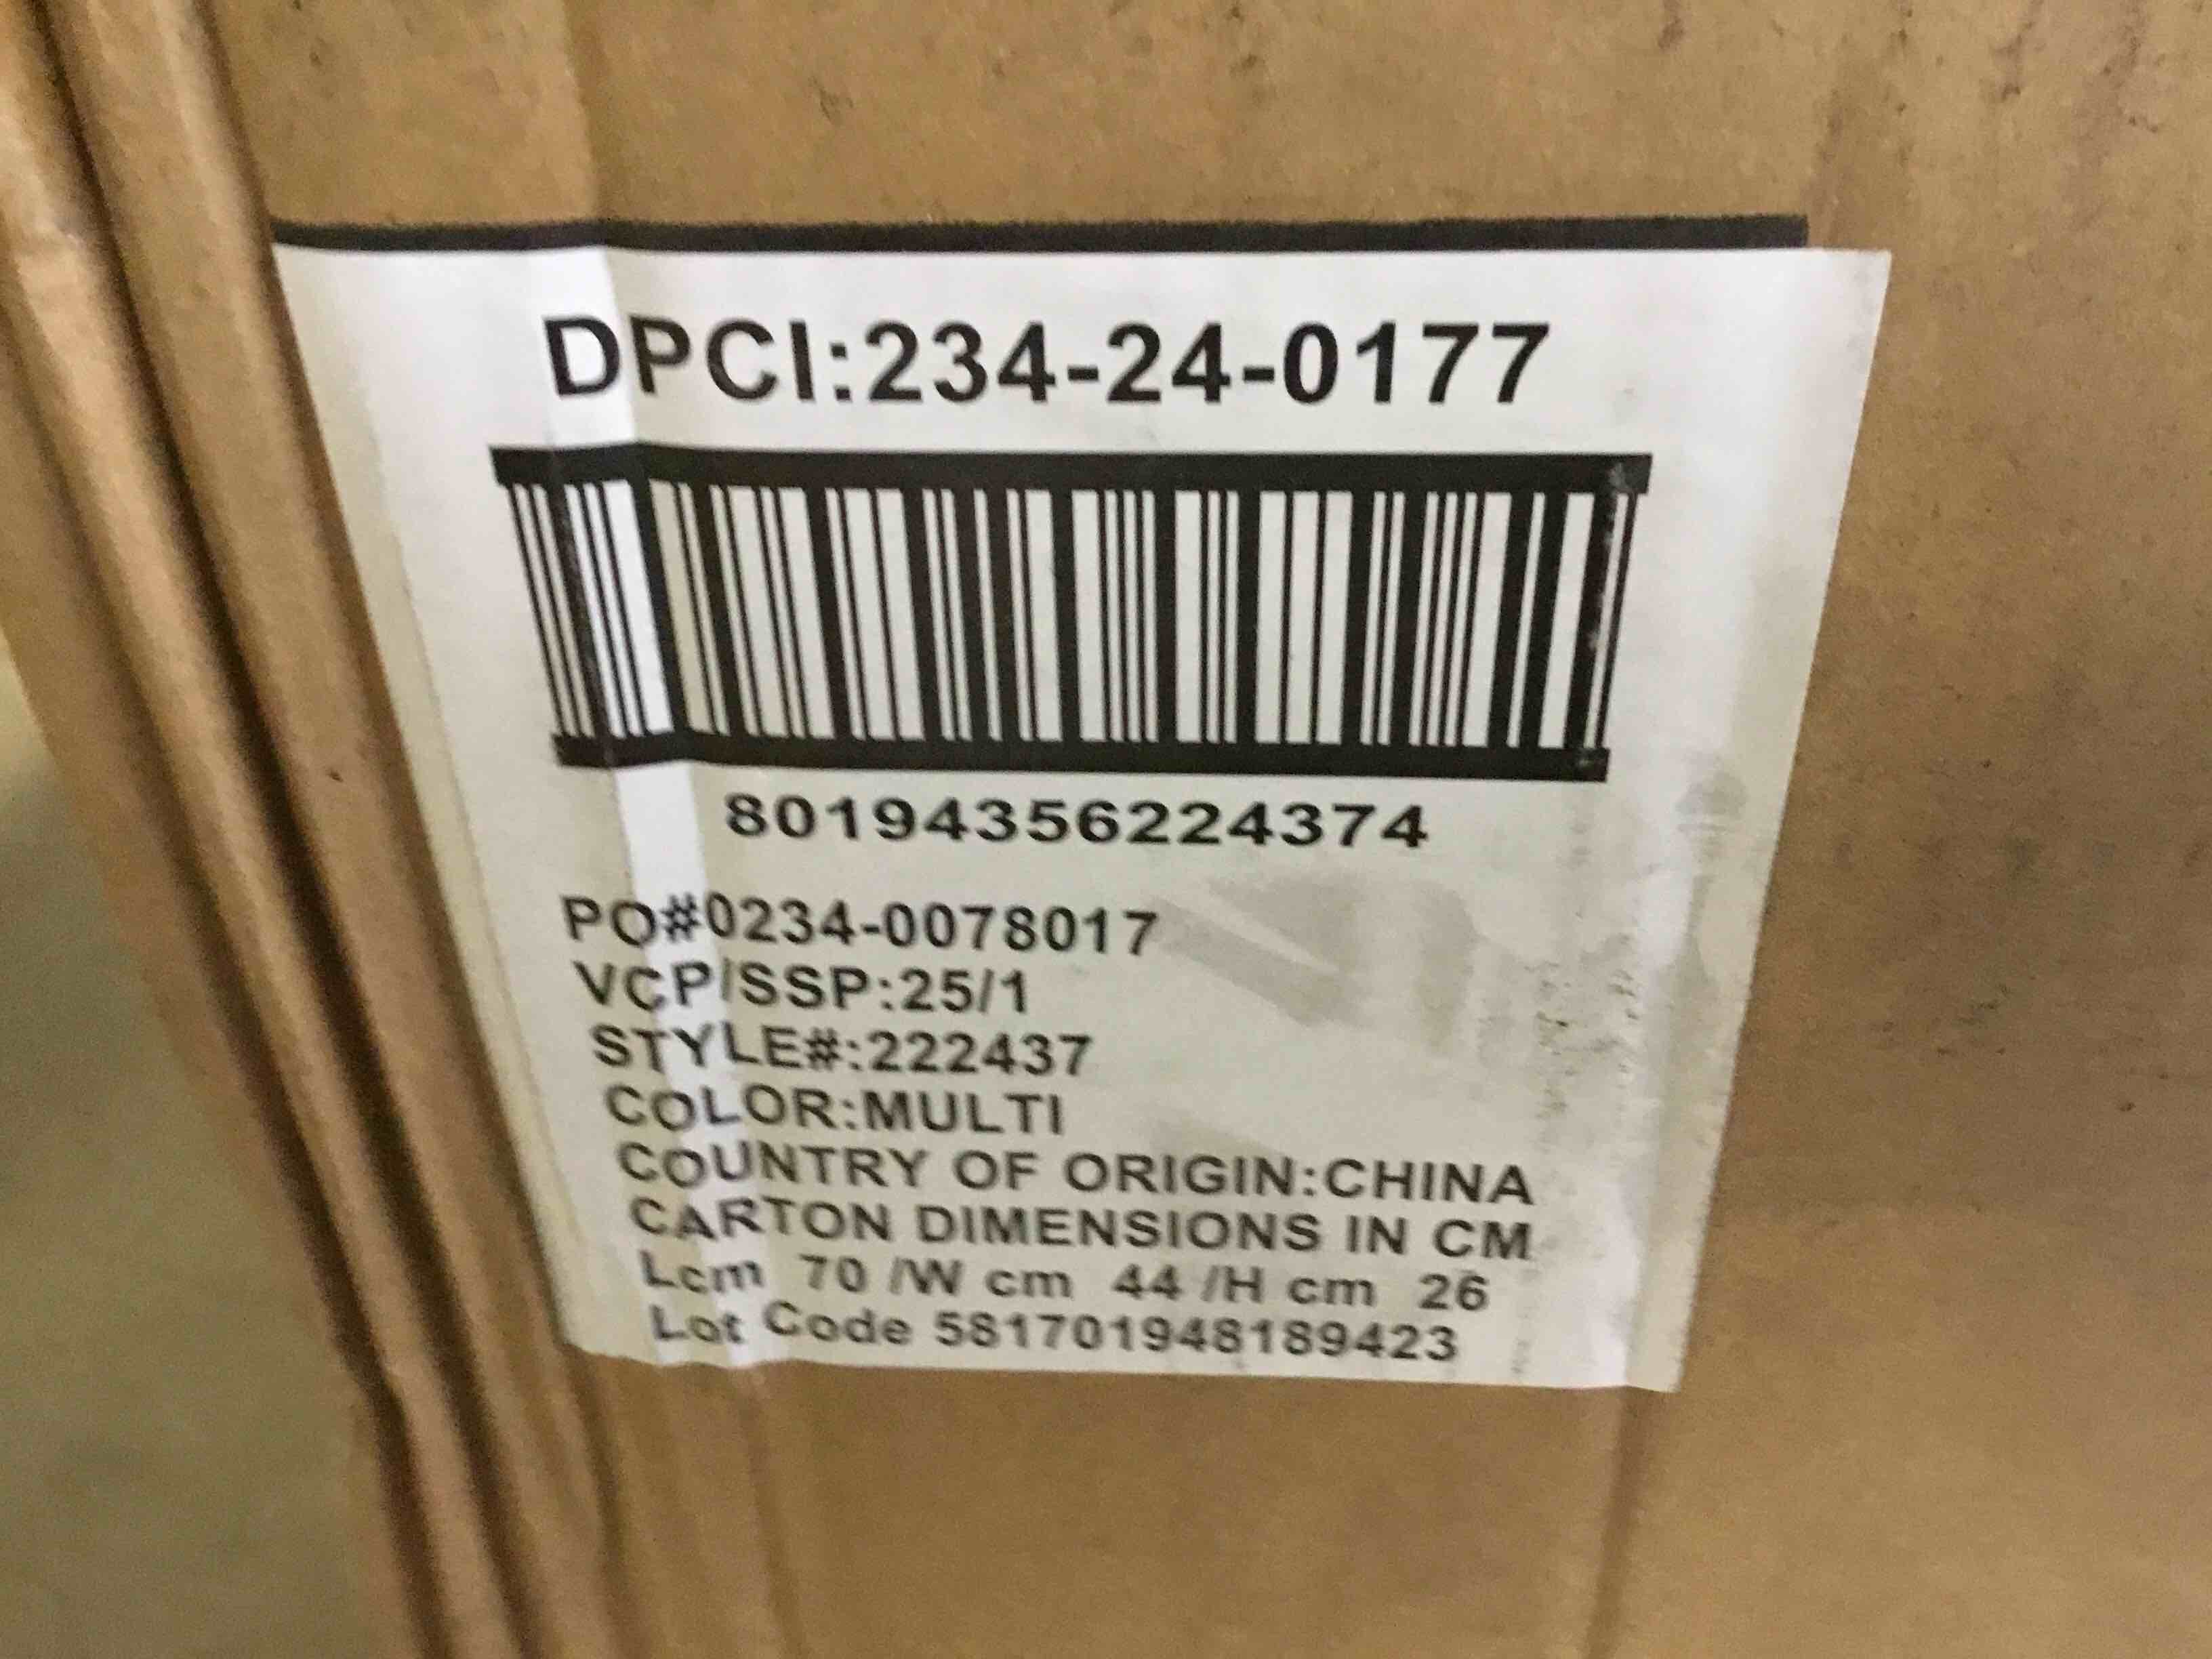 DPCI:234-24-0177
80194356224374
PO#0234-0078017
VCP/SSP:25/1
STYLE#:222437
COLOR:MULTI
COUNTRY OF ORIGIN:CHINA
CARTON DIMENSIONS IN CM
Lcm 70 /W cm 44 /H cm 26
Lot Code 581701948189423